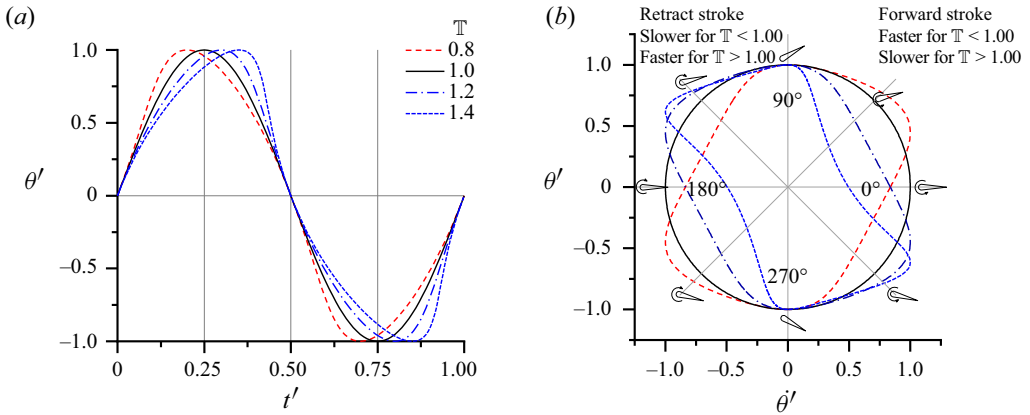 (a)
𝕋
0.8
1.0
1.2
1.4
1.0
0.5
0
−0.5
−1.0
θ′
0
0.25
0.50
0.75
1.00
t′
(b)
Retract stroke
Slower for 𝕋 < 1.00
Faster for 𝕋 > 1.00
Forward stroke
Faster for 𝕋 < 1.00
Slower for 𝕋 > 1.00
1.0
0.5
0
−0.5
−1.0
θ′
90°
180°
0°
270°
−1.0
−0.5
0
0.5
1.0
θ̇′